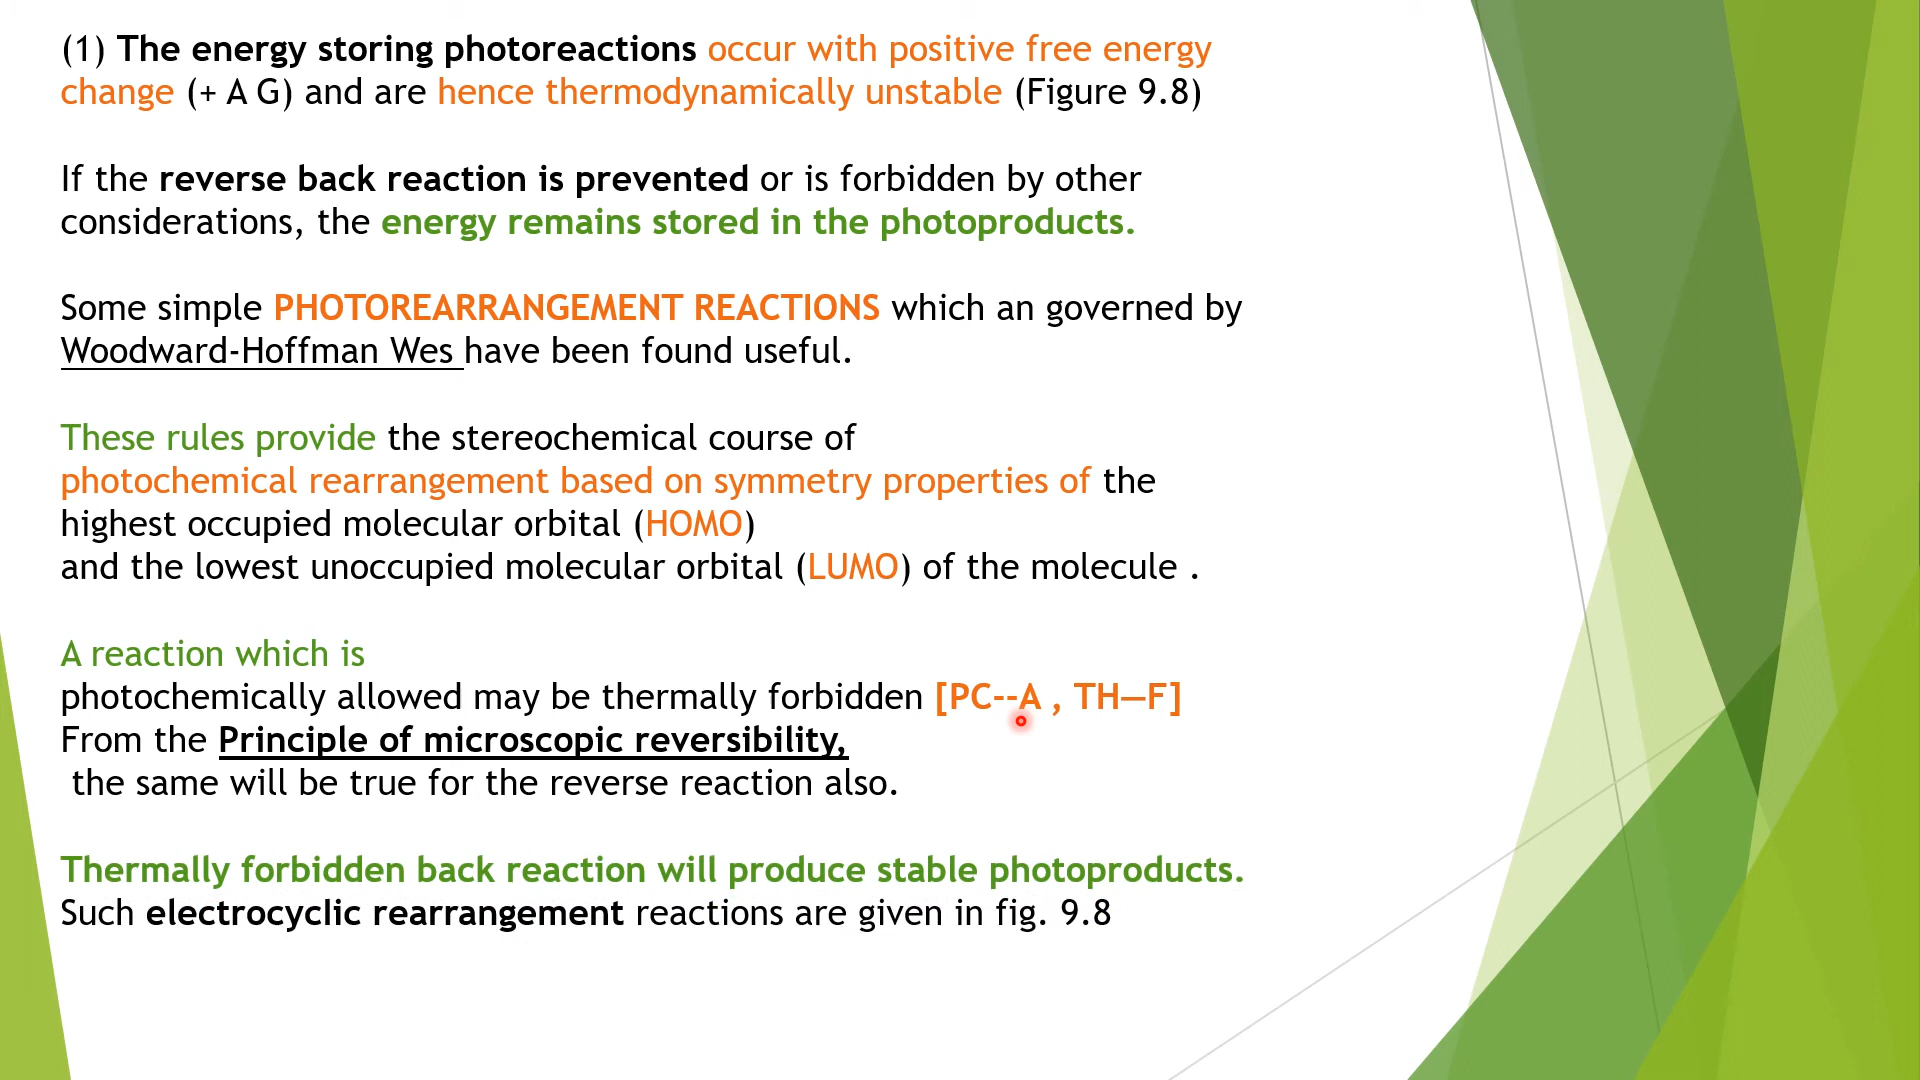 (1) The energy storing photoreactions occur with positive free energy
change (+ A G) and are hence thermodynamically unstable (Figure 9.8)
If the reverse back reaction is prevented or is forbidden by other
considerations, the energy remains stored in the photoproducts.
Some simple PHOTOREARRANGEMENT REACTIONS which an governed by
Woodward-Hoffman Wes have been found useful.
These rules provide the stereochemical course of
photochemical rearrangement based on symmetry properties of the
highest occupied molecular orbital (HOMO)
and the lowest unoccupied molecular orbital (LUMO) of the molecule .
A reaction which is
photochemically allowed may be thermally forbidden [PC--A , TH—F]
From the Principle of microscopic reversibility,
the same will be true for the reverse reaction also.
Thermally forbidden back reaction will produce stable photoproducts.
Such electrocyclic rearrangement reactions are given in fig. 9.8